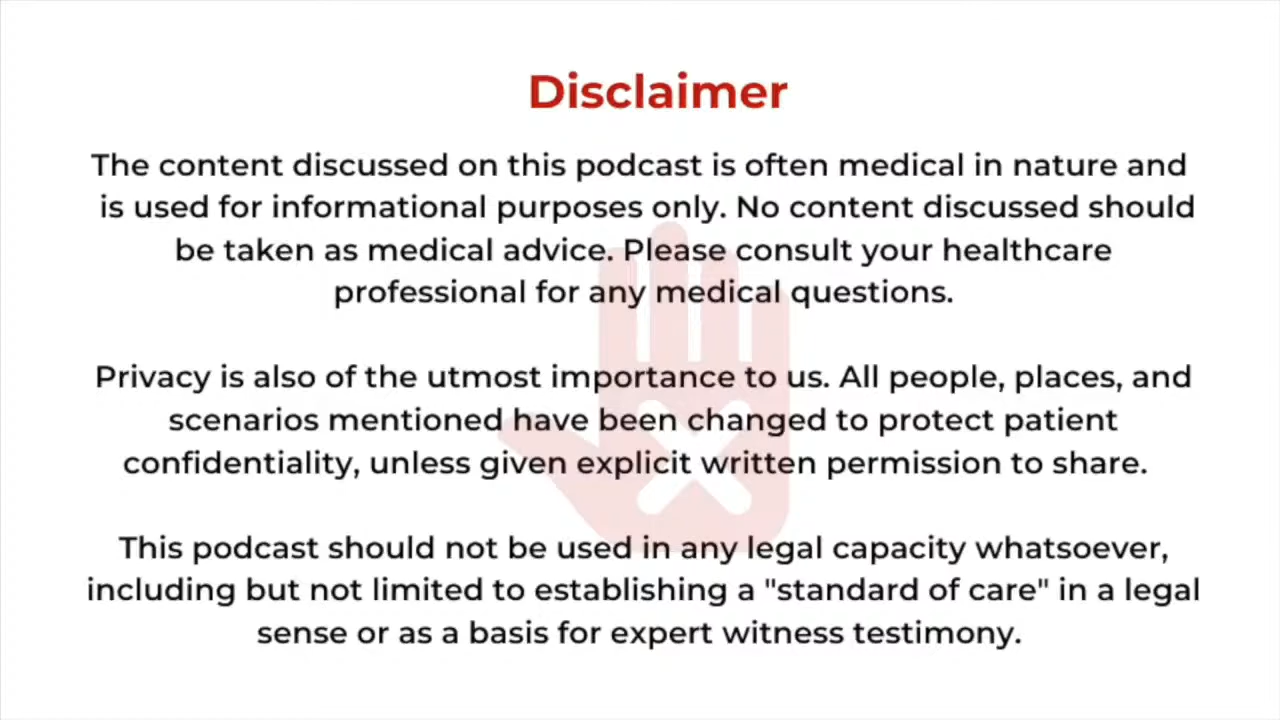 Disclaimer
The content discussed on this podcast is often medical in nature and
is used for informational purposes only. No content discussed should
be taken as medical advice. Please consult your healthcare
professional for any medical questions.
Privacy is also of the utmost importance to us. All people, places, and
scenarios mentioned have been changed to protect patient
confidentiality, unless given explicit written permission to share.
This podcast should not be used in any legal capacity whatsoever,
including but not limited to establishing a "standard of care" in a legal
sense or as a basis for expert witness testimony.